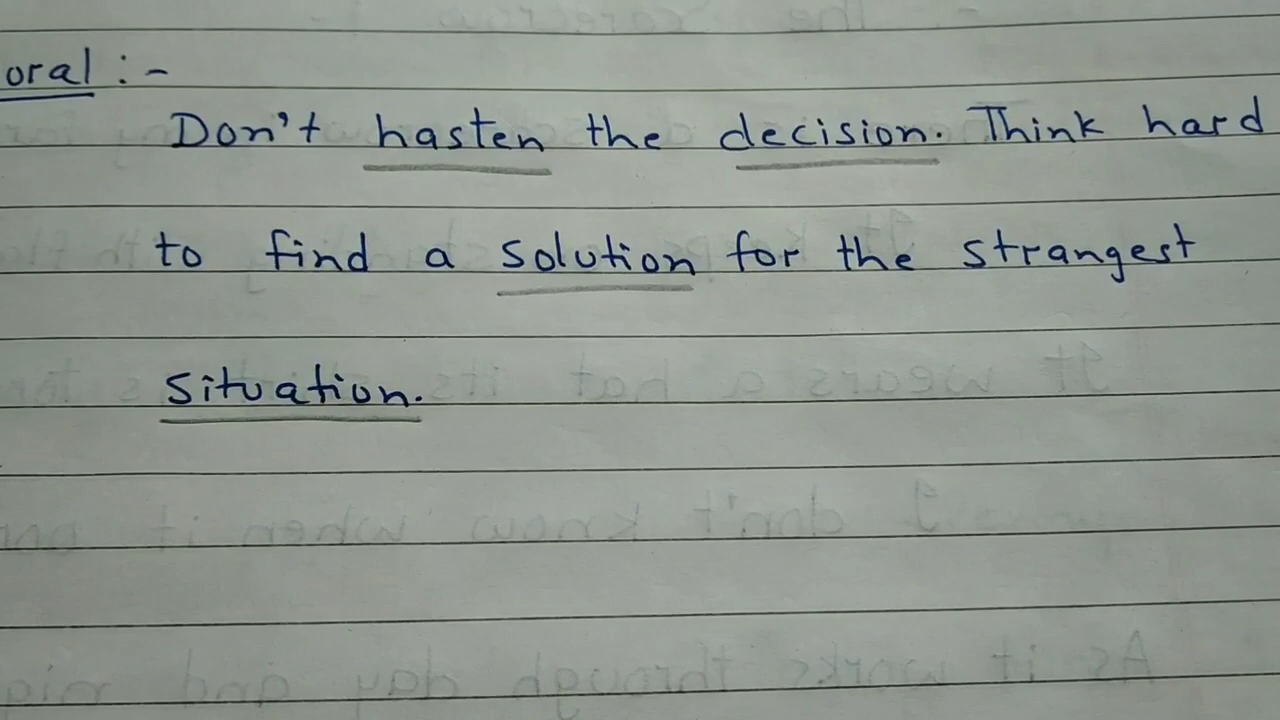 oral :-
Don't hasten the decision. Think hard
to find a solution for the strangest
situation.